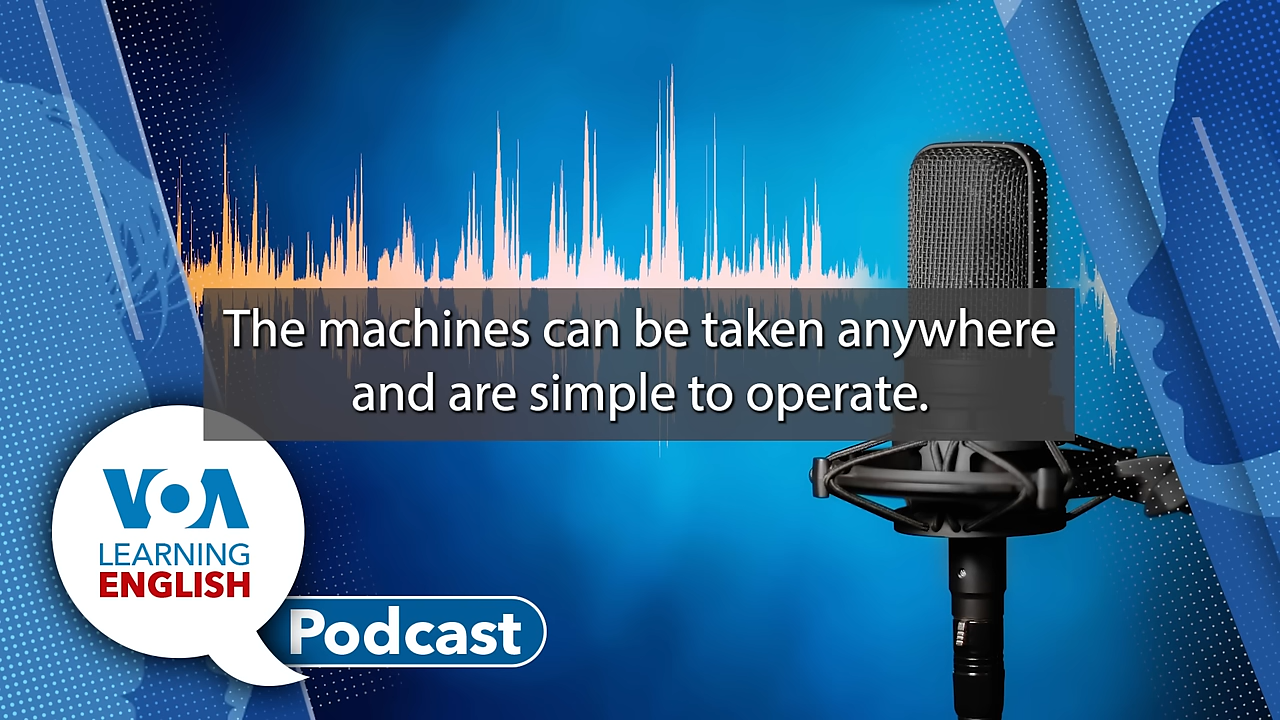 The machines can be taken anywhere
and are simple to operate.
VOA
LEARNING
ENGLISH
Podcast